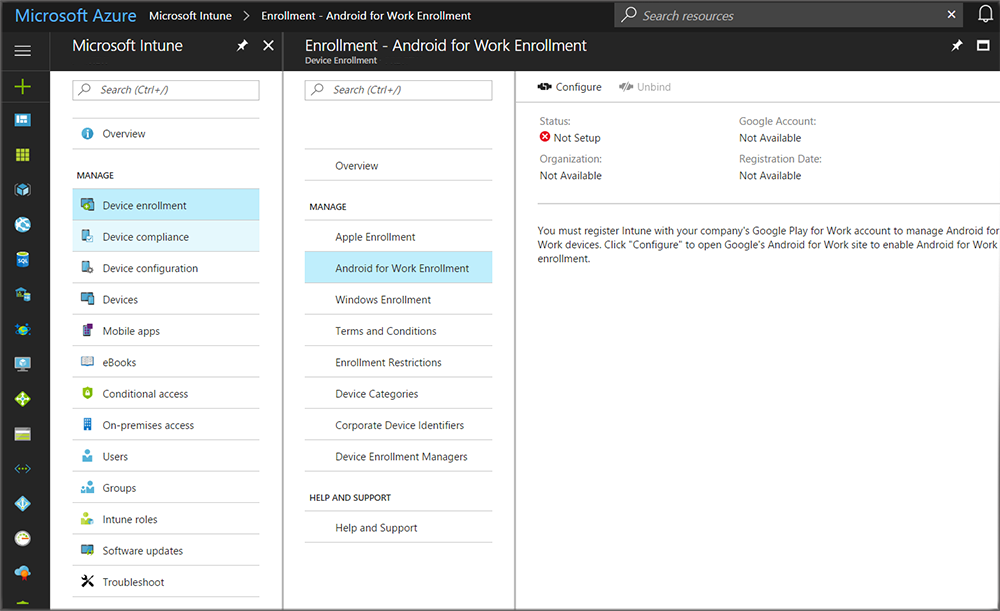 Microsoft Azure Microsoft Intune > Enrollment - Android for Work Enrollment
Search resources
Microsoft Intune
Search (Ctrl+/)
Overview
MANAGE
Device enrollment
Device compliance
Device configuration
Devices
Mobile apps
eBooks
Conditional access
On-premises access
Users
Groups
Intune roles
Software updates
Troubleshoot
Enrollment - Android for Work Enrollment
Device Enrollment
Search (Ctrl+/)
Overview
MANAGE
Apple Enrollment
Android for Work Enrollment
Windows Enrollment
Terms and Conditions
Enrollment Restrictions
Device Categories
Corporate Device Identifiers
Device Enrollment Managers
HELP AND SUPPORT
Help and Support
Configure Unbind
Status:
Not Setup
Organization:
Not Available
Google Account:
Not Available
Registration Date:
Not Available
You must register Intune with your company's Google Play for Work account to manage Android for
Work devices. Click "Configure" to open Google's Android for Work site to enable Android for Work
enrollment.
SQL